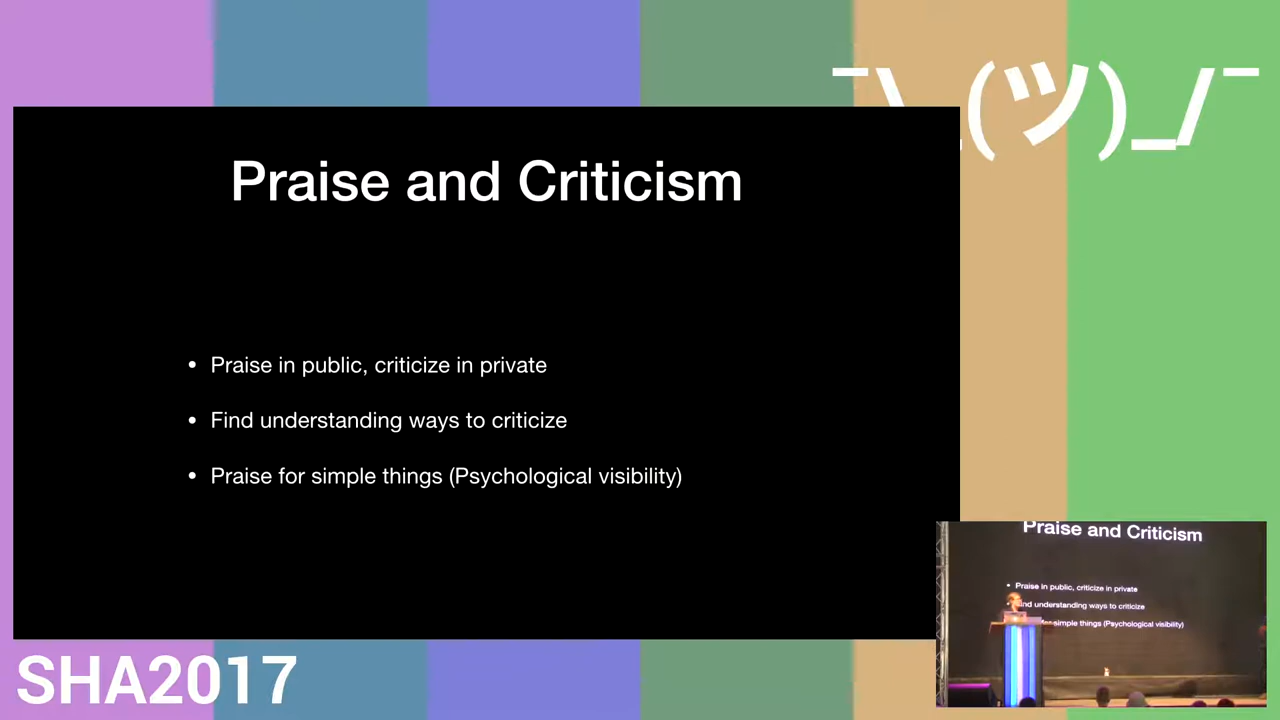 ¯\_(ツ)_/¯
Praise and Criticism
• Praise in public, criticize in private
• Find understanding ways to criticize
• Praise for simple things (Psychological visibility)
SHA2017
Praise and Criticism
• Praise in public, criticize in private
understanding ways to criticize
simple things (Psychological visibility)